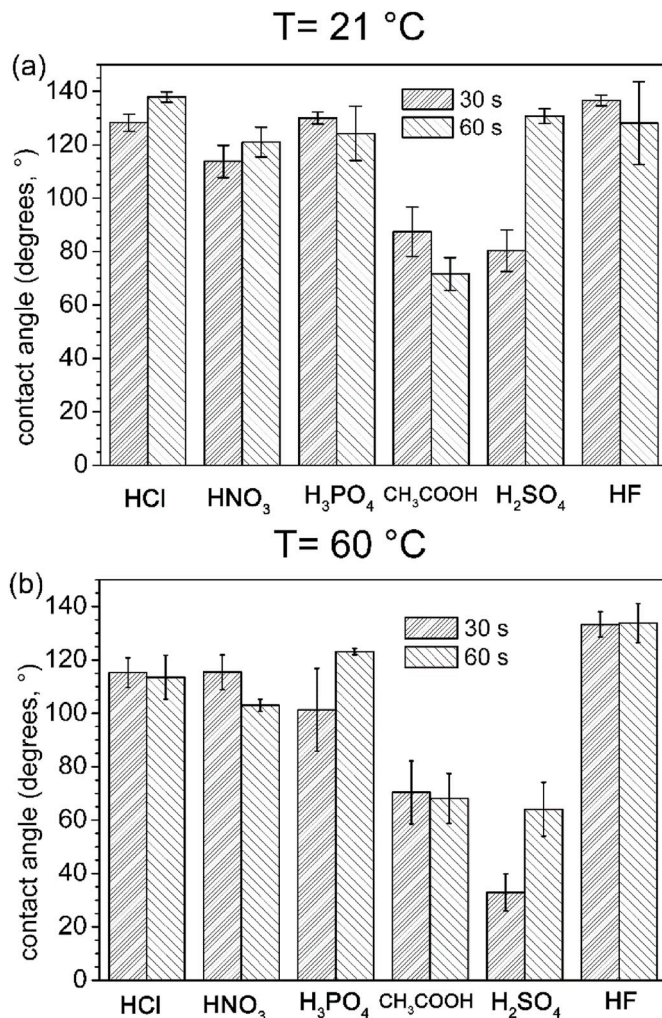 T= 21 °C
(a)
140
120
100
80
60
40
20
0
contact angle (degrees, °)
30 s
60 s
HCl
HNO₃
H₃PO₄
CH₃COOH
H₂SO₄
HF
T= 60 °C
(b)
140
120
100
80
60
40
20
0
contact angle (degrees, °)
30 s
60 s
HCl
HNO₃
H₃PO₄
CH₃COOH
H₂SO₄
HF